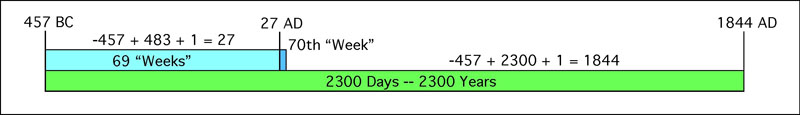 457 BC 27 AD 1844 AD
-457 + 483 + 1 = 27 70th “Week” -457 + 2300 + 1 = 1844
69 “Weeks”
2300 Days -- 2300 Years